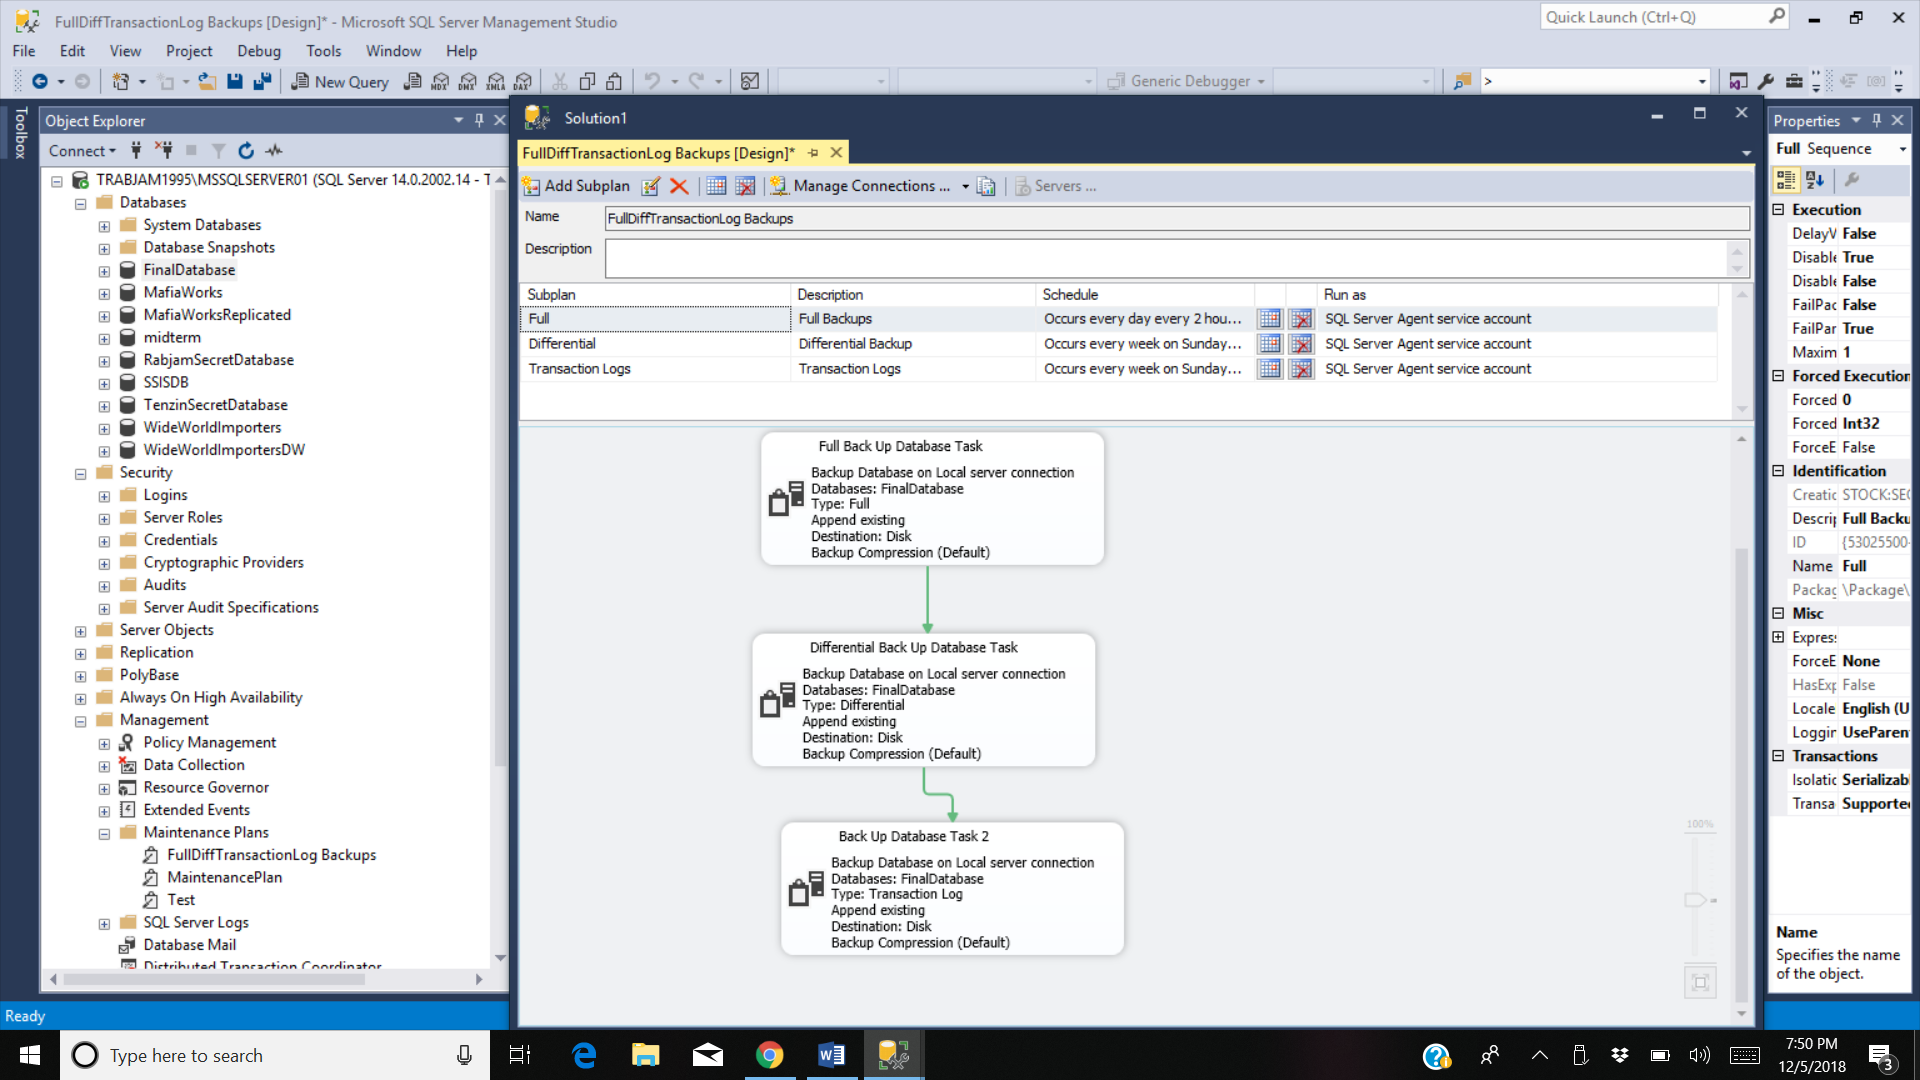 FullDiffTransactionLog Backups [Design]* - Microsoft SQL Server Management Studio
Quick Launch (Ctrl+Q)
File Edit View Project Debug Tools Window Help
New Query MDX DMX XMLA DAX Generic Debugger >
Toolbox
Object Explorer
Connect
TRABJAM1995\MSSQLSERVER01 (SQL Server 14.0.2002.14 - T
Databases
System Databases
Database Snapshots
FinalDatabase
MafiaWorks
MafiaWorksReplicated
midterm
RabjamSecretDatabase
SSISDB
TenzinSecretDatabase
WideWorldImporters
WideWorldImportersDW
Security
Logins
Server Roles
Credentials
Cryptographic Providers
Audits
Server Audit Specifications
Server Objects
Replication
PolyBase
Always On High Availability
Management
Policy Management
Data Collection
Resource Governor
Extended Events
Maintenance Plans
FullDiffTransactionLog Backups
MaintenancePlan
Test
SQL Server Logs
Database Mail
Distributed Transaction Coordinator
Solution1
FullDiffTransactionLog Backups [Design]*
Add Subplan Manage Connections ... Servers ...
Name FullDiffTransactionLog Backups
Description
Subplan Description Schedule Run as
Full Full Backups Occurs every day every 2 hou... SQL Server Agent service account
Differential Differential Backup Occurs every week on Sunday... SQL Server Agent service account
Transaction Logs Transaction Logs Occurs every week on Sunday... SQL Server Agent service account
Full Back Up Database Task
Backup Database on Local server connection
Databases: FinalDatabase
Type: Full
Append existing
Destination: Disk
Backup Compression (Default)
Differential Back Up Database Task
Backup Database on Local server connection
Databases: FinalDatabase
Type: Differential
Append existing
Destination: Disk
Backup Compression (Default)
Back Up Database Task 2
Backup Database on Local server connection
Databases: FinalDatabase
Type: Transaction Log
Append existing
Destination: Disk
Backup Compression (Default)
100%
Properties
Full Sequence
Execution
DelayV False
Disable True
Disable False
FailPac False
FailPar True
Maxim 1
Forced Execution
Forced 0
Forced Int32
ForceE False
Identification
Creatic STOCK:SEC
Descrip Full Backu
ID {53025500-
Name Full
Packag \Package\
Misc
Express
ForceE None
HasExp False
Locale English (U
Loggin UseParen
Transactions
Isolatic Serializab
Transa Supporte
Name
Specifies the name
of the object.
Ready
Type here to search
7:50 PM
12/5/2018
3